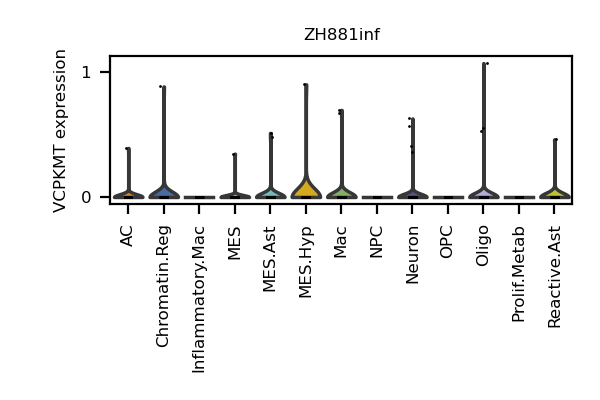 ZH881inf
VCPKMT expression
1
0
AC
Chromatin.Reg
Inflammatory.Mac
MES
MES.Ast
MES.Hyp
Mac
NPC
Neuron
OPC
Oligo
Prolif.Metab
Reactive.Ast